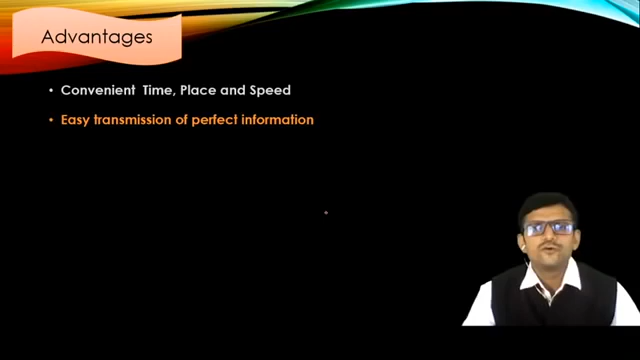 Advantages
• Convenient Time, Place and Speed
• Easy transmission of perfect information